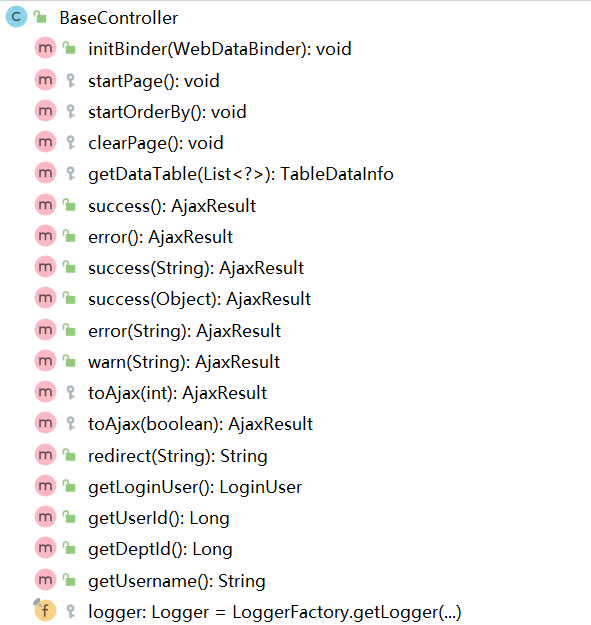 C BaseController
m initBinder(WebDataBinder): void
m startPage(): void
m startOrderBy(): void
m clearPage(): void
m getDataTable(List<?>): TableDataInfo
m success(): AjaxResult
m error(): AjaxResult
m success(String): AjaxResult
m success(Object): AjaxResult
m error(String): AjaxResult
m warn(String): AjaxResult
m toAjax(int): AjaxResult
m toAjax(boolean): AjaxResult
m redirect(String): String
m getLoginUser(): LoginUser
m getUserId(): Long
m getDeptId(): Long
m getUsername(): String
f logger: Logger = LoggerFactory.getLogger(...)